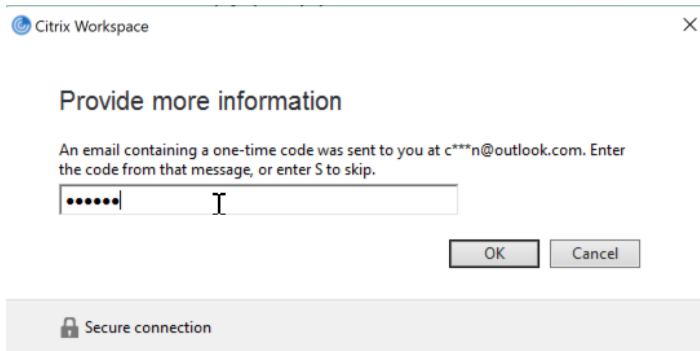 Citrix Workspace
Provide more information
An email containing a one-time code was sent to you at c***n@outlook.com. Enter
the code from that message, or enter S to skip.
••••••
OK Cancel
Secure connection